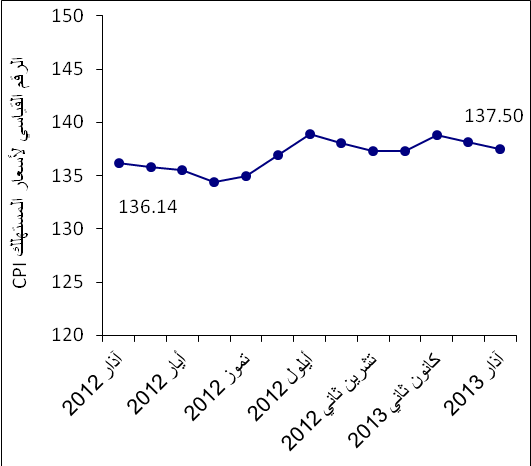 الرقم القياسي لأسعار المستهلك CPI
150
145
140
135
130
125
120
136.14
137.50
آذار 2012
أيار 2012
تموز 2012
أيلول 2012
تشرين ثاني 2012
كانون ثاني 2013
آذار 2013